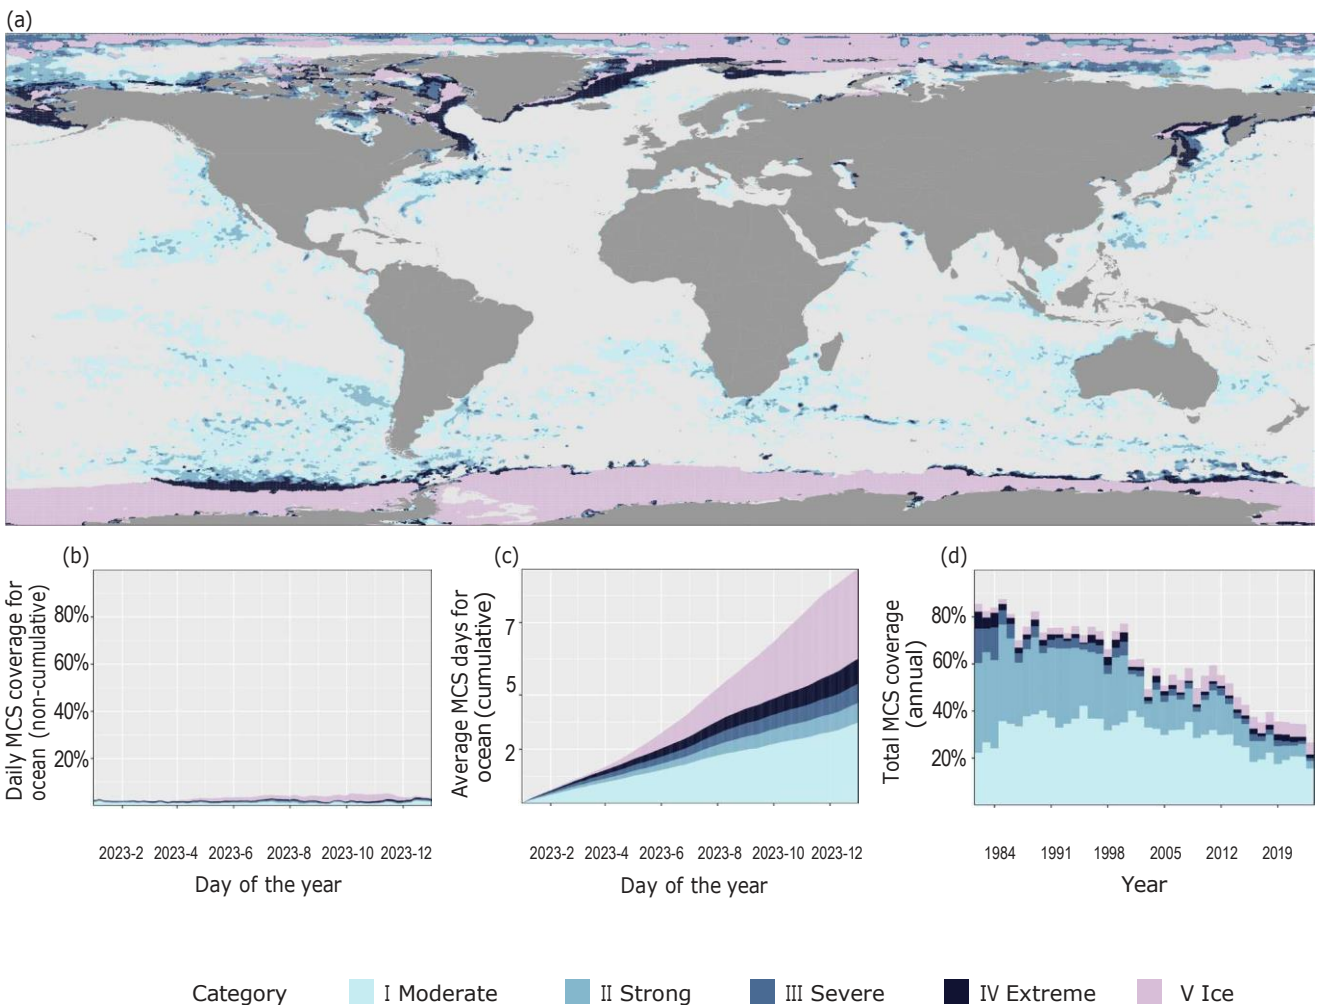 (a)
(b)
Daily MCS coverage for
ocean (non-cumulative)
80%
60%
40%
20%
2023-2 2023-4 2023-6 2023-8 2023-10 2023-12
Day of the year
(c)
Average MCS days for
ocean (cumulative)
7
5
2
2023-2 2023-4 2023-6 2023-8 2023-10 2023-12
Day of the year
(d)
Total MCS coverage
(annual)
80%
60%
40%
20%
1984 1991 1998 2005 2012 2019
Year
Category I Moderate II Strong III Severe IV Extreme V Ice